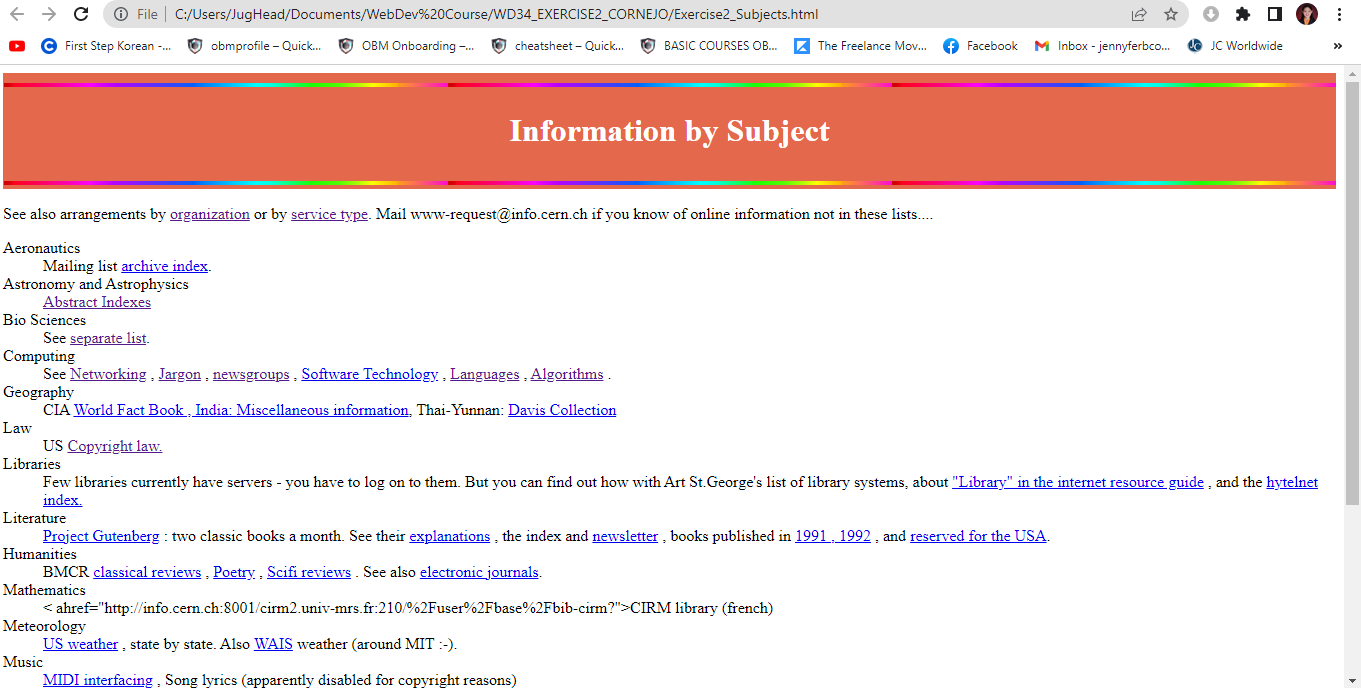 File | C:/Users/JugHead/Documents/WebDev%20Course/WD34_EXERCISE2_CORNEJO/Exercise2_Subjects.html
First Step Korean -... obmprofile – Quick... OBM Onboarding –... cheatsheet – Quick... BASIC COURSES OB... The Freelance Mov... Facebook Inbox - jennyferbco... JC Worldwide »
Information by Subject
See also arrangements by organization or by service type. Mail www-request@info.cern.ch if you know of online information not in these lists....
Aeronautics
Mailing list archive index.
Astronomy and Astrophysics
Abstract Indexes
Bio Sciences
See separate list.
Computing
See Networking , Jargon , newsgroups , Software Technology , Languages , Algorithms .
Geography
CIA World Fact Book , India: Miscellaneous information, Thai-Yunnan: Davis Collection
Law
US Copyright law.
Libraries
Few libraries currently have servers - you have to log on to them. But you can find out how with Art St.George's list of library systems, about "Library" in the internet resource guide , and the hytelnet
index.
Literature
Project Gutenberg : two classic books a month. See their explanations , the index and newsletter , books published in 1991 , 1992 , and reserved for the USA.
Humanities
BMCR classical reviews , Poetry , Scifi reviews . See also electronic journals.
Mathematics
< ahref="http://info.cern.ch:8001/cirm2.univ-mrs.fr:210/%2Fuser%2Fbase%2Fbib-cirm?">CIRM library (french)
Meteorology
US weather , state by state. Also WAIS weather (around MIT :-).
Music
MIDI interfacing , Song lyrics (apparently disabled for copyright reasons)